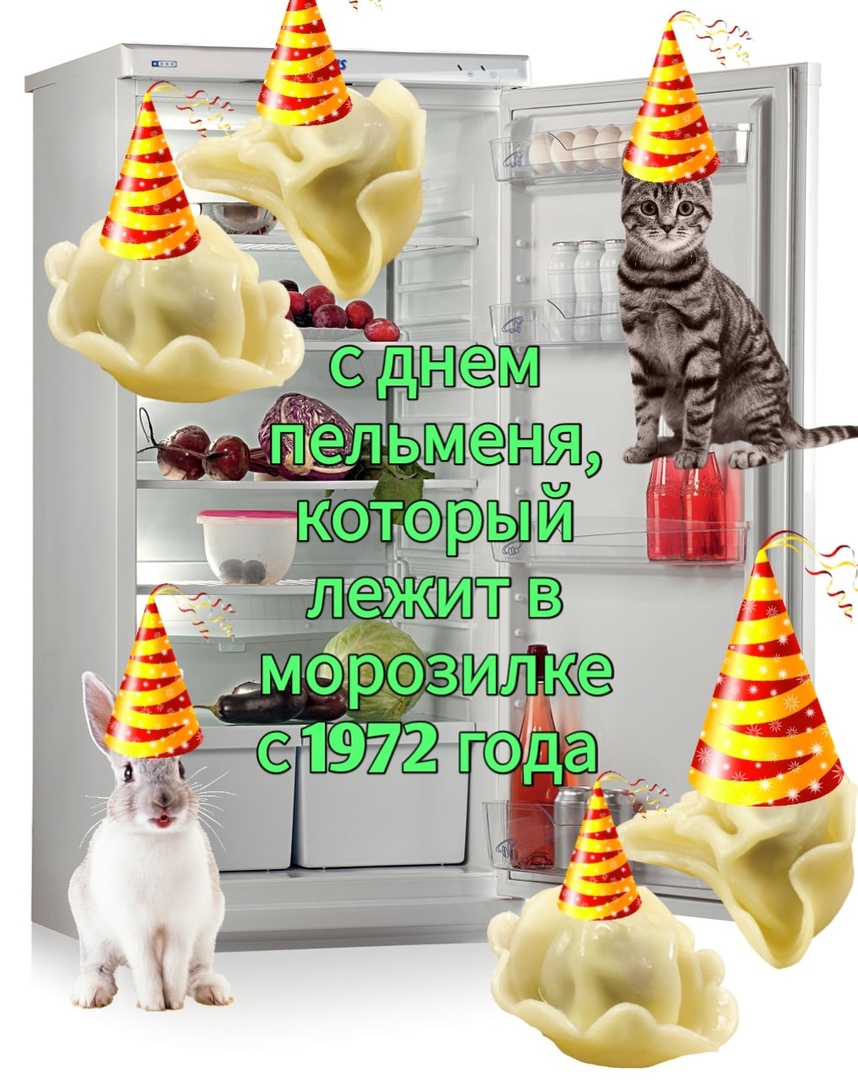 с днем
пельменя,
который
лежит в
морозилке
с 1972 года